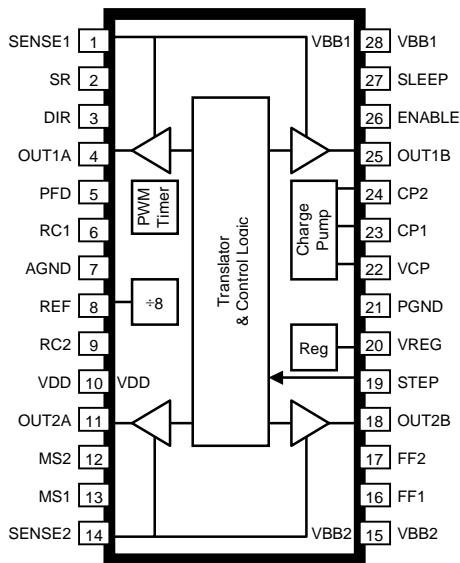 SENSE1 1 VBB1 28 VBB1
SR 2 27 SLEEP
DIR 3 26 ENABLE
OUT1A 4 25 OUT1B
PFD 5 24 CP2
RC1 6 23 CP1
AGND 7 22 VCP
REF 8 ÷8 21 PGND
RC2 9 20 VREG
VDD 10 VDD 19 STEP
OUT2A 11 18 OUT2B
MS2 12 17 FF2
MS1 13 16 FF1
SENSE2 14 VBB2 15 VBB2
PWM
Timer
Translator
& Control Logic
Charge
Pump
Reg